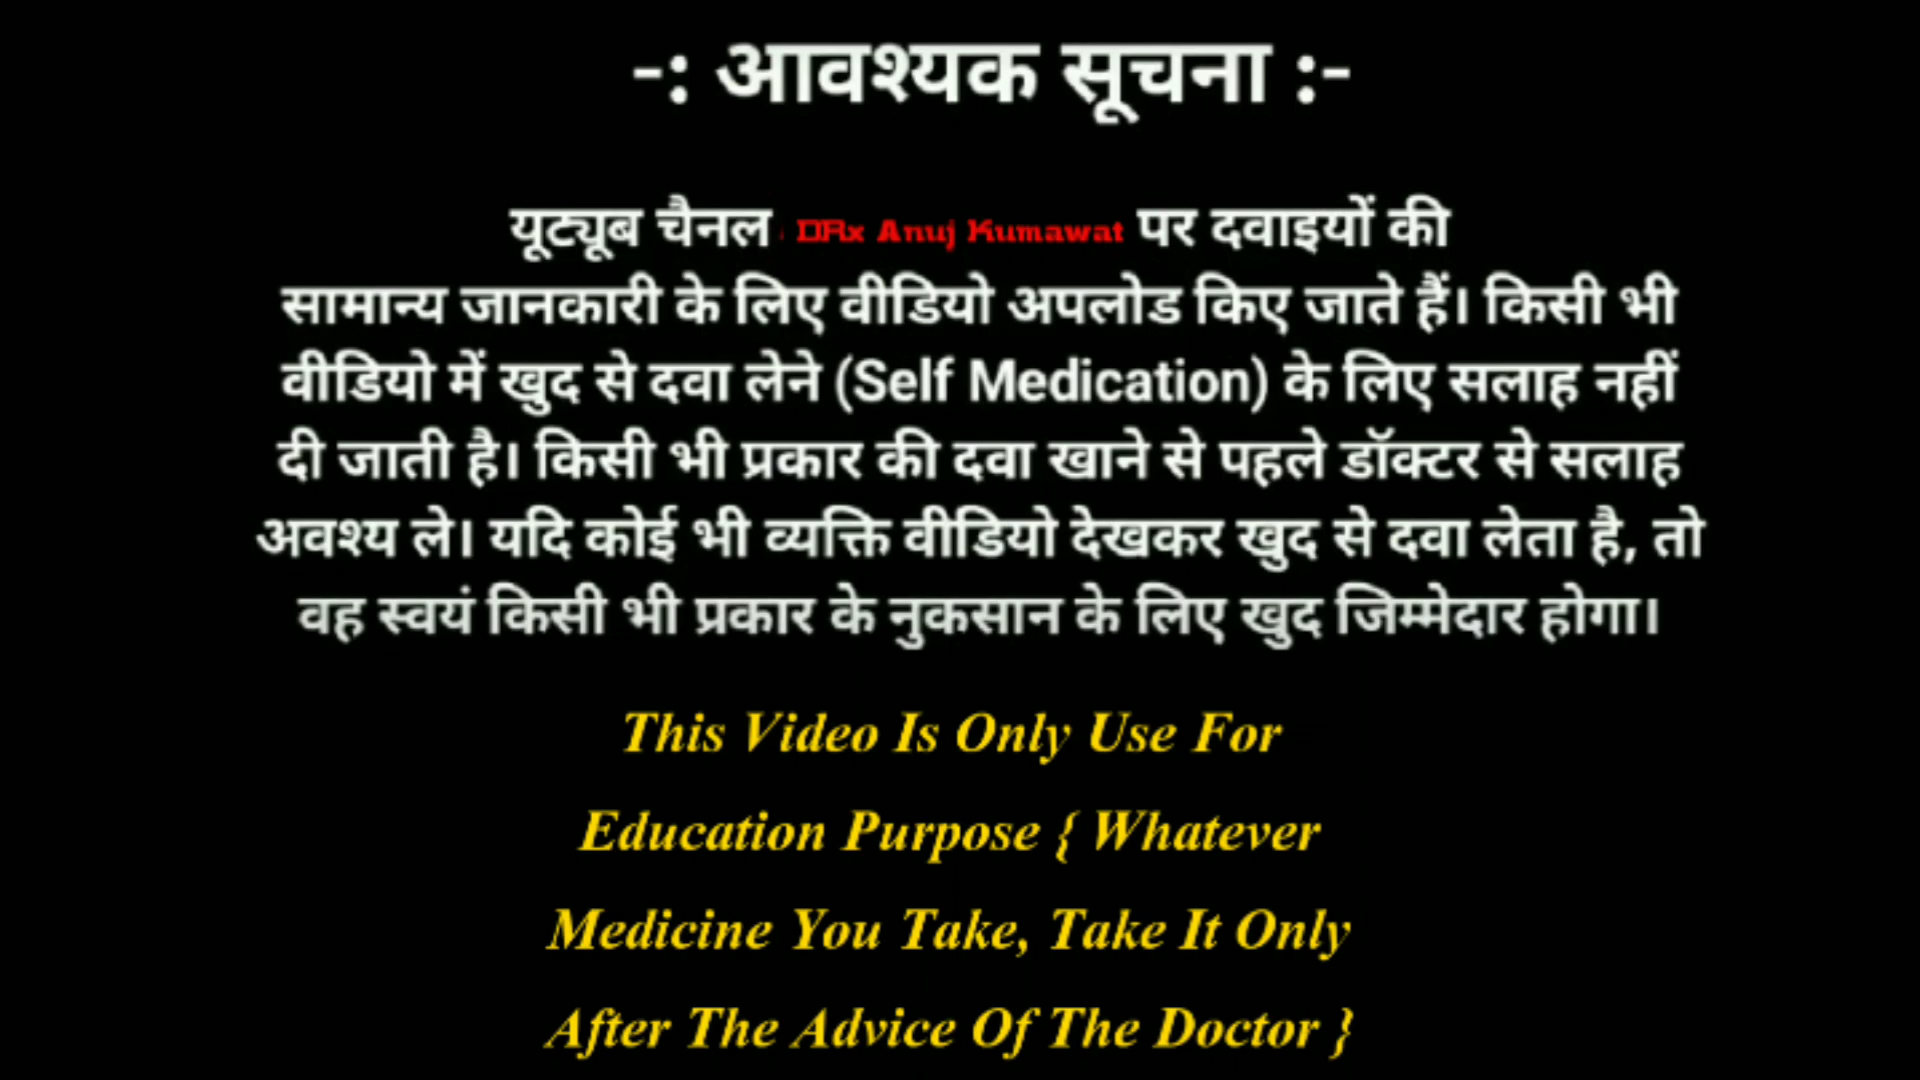 -: आवश्यक सूचना :-
यूट्यूब चैनल DRx Anuj Kumawat पर दवाइयों की
सामान्य जानकारी के लिए वीडियो अपलोड किए जाते हैं। किसी भी
वीडियो में खुद से दवा लेने (Self Medication) के लिए सलाह नहीं
दी जाती है। किसी भी प्रकार की दवा खाने से पहले डॉक्टर से सलाह
अवश्य ले। यदि कोई भी व्यक्ति वीडियो देखकर खुद से दवा लेता है, तो
वह स्वयं किसी भी प्रकार के नुकसान के लिए खुद जिम्मेदार होगा।
This Video Is Only Use For
Education Purpose { Whatever
Medicine You Take, Take It Only
After The Advice Of The Doctor }